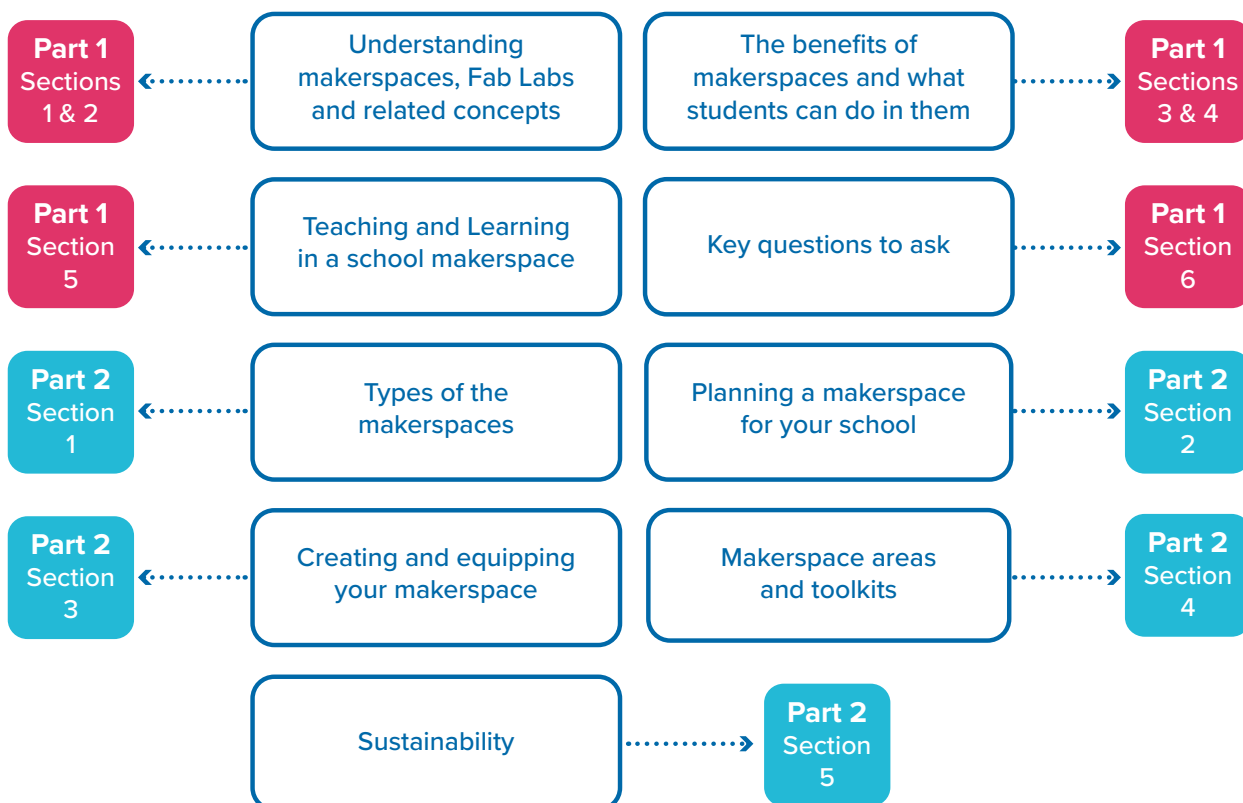 Part 1
Sections
1 & 2
Understanding
makerspaces, Fab Labs
and related concepts
The benefits of
makerspaces and what
students can do in them
Part 1
Sections
3 & 4
Part 1
Section
5
Teaching and Learning
in a school makerspace
Key questions to ask
Part 1
Section
6
Part 2
Section
1
Types of the
makerspaces
Planning a makerspace
for your school
Part 2
Section
2
Part 2
Section
3
Creating and equipping
your makerspace
Makerspace areas
and toolkits
Part 2
Section
4
Sustainability
Part 2
Section
5